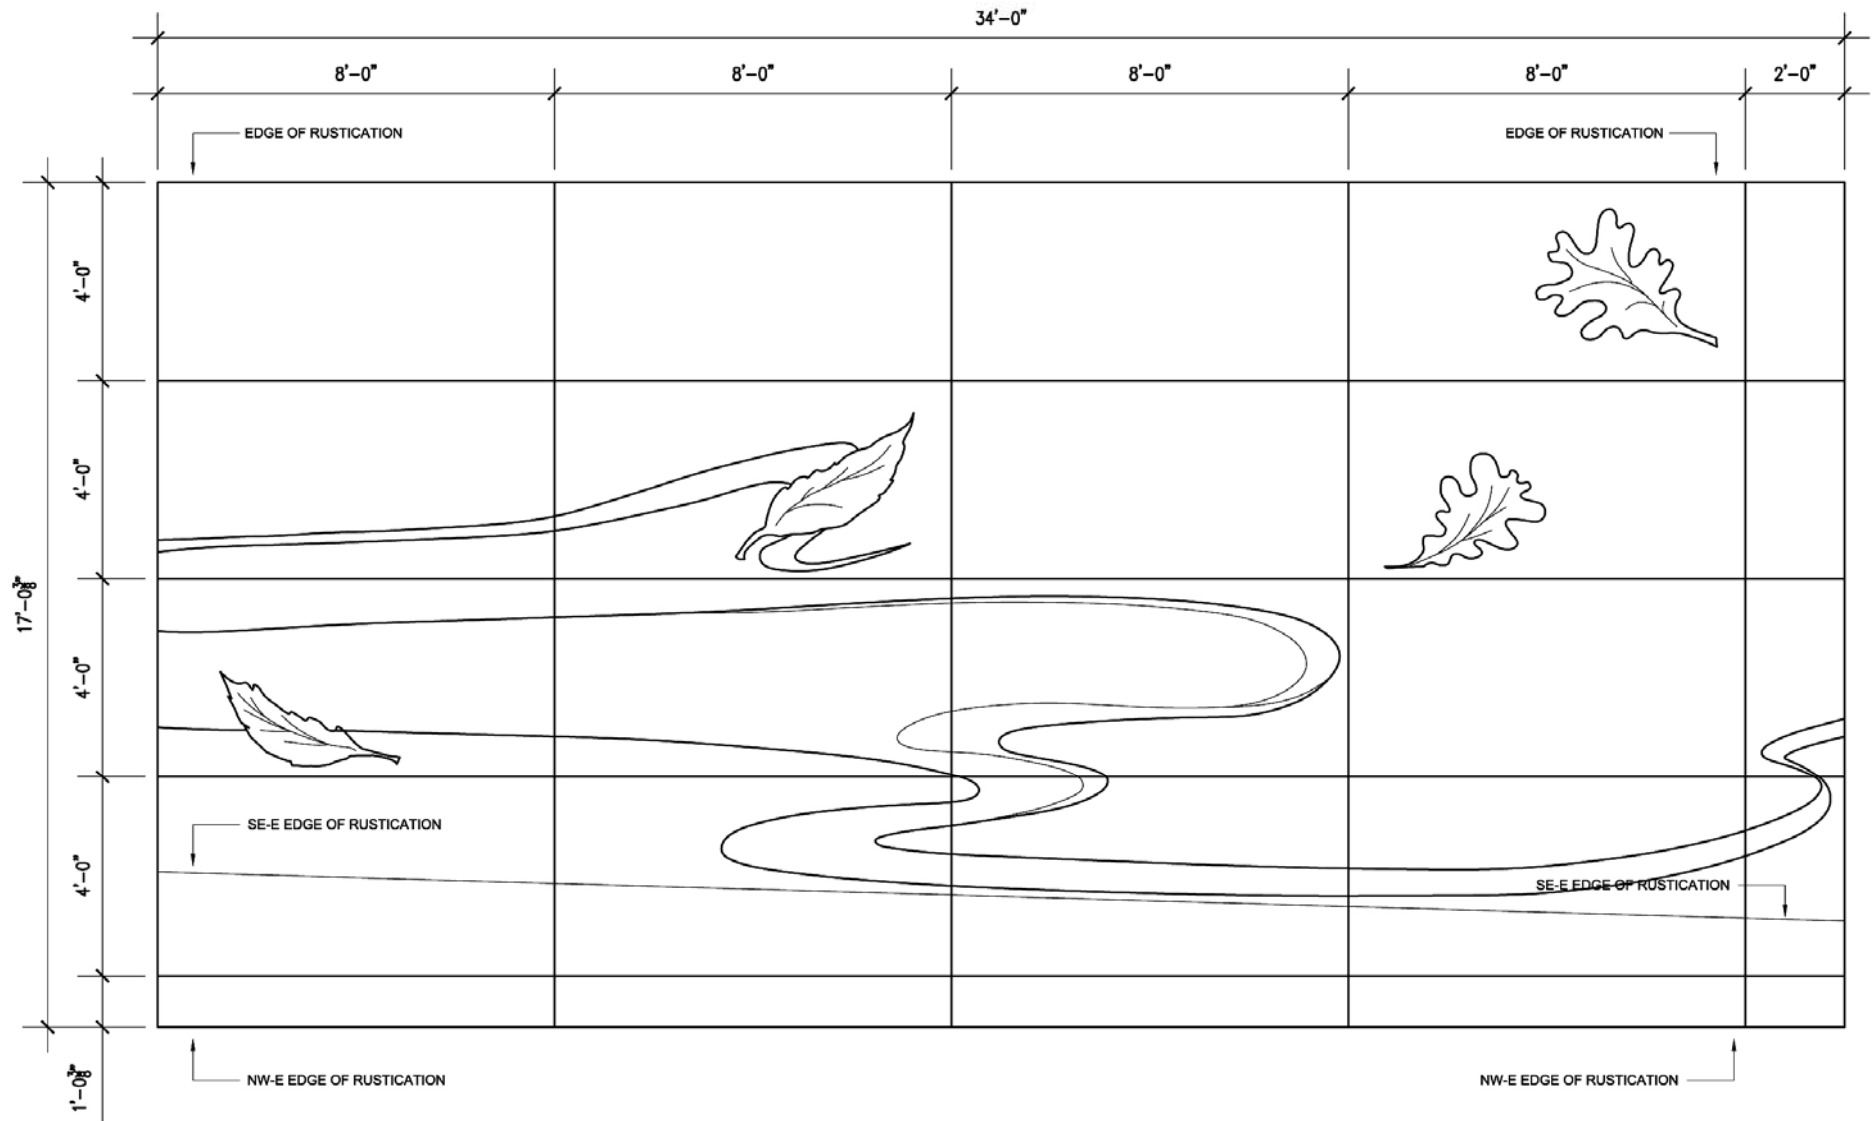 34'-0"
8'-0" 8'-0" 8'-0" 8'-0" 2'-0"
EDGE OF RUSTICATION EDGE OF RUSTICATION
4'-0"
4'-0"
17'-0⅜"
4'-0"
SE-E EDGE OF RUSTICATION
4'-0"
SE-E EDGE OF RUSTICATION
1'-0⅜"
NW-E EDGE OF RUSTICATION NW-E EDGE OF RUSTICATION